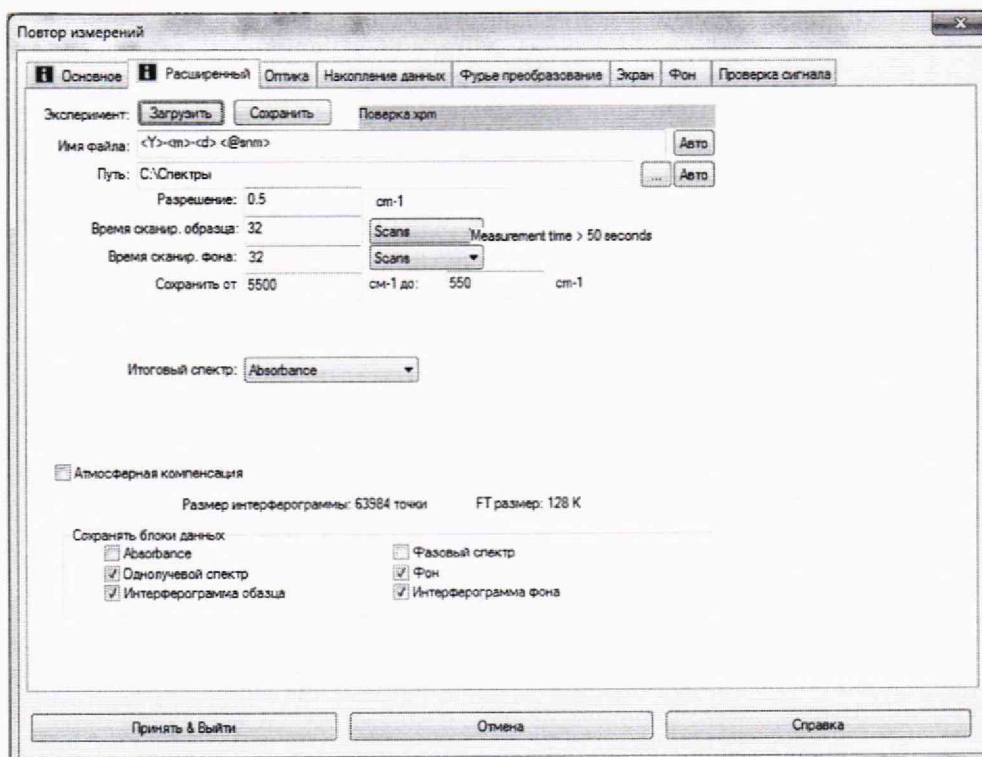 Повтор измерений
Основное Расширенный Оптика Накопление данных Фурье преобразование Экран Фон Проверка сигнала
Эксперимент: Загрузить Сохранить Поверка.xpm
Имя файла: <Y>-<m>-<d> <@snm> Авто
Путь: C:\Спектры ... Авто
Разрешение: 0.5 cm-1
Время сканир. образца: 32 Scans Measurement time > 50 seconds
Время сканир. фона: 32 Scans
Сохранить от 5500 см-1 до: 550 cm-1
Итоговый спектр: Absorbance
Атмосферная компенсация
Размер интерферограммы: 63984 точки FT размер: 128 K
Сохранять блоки данных
Absorbance Фазовый спектр
Однолучевой спектр Фон
Интерферограмма обазца Интерферограмма фона
Принять & Выйти Отмена Справка